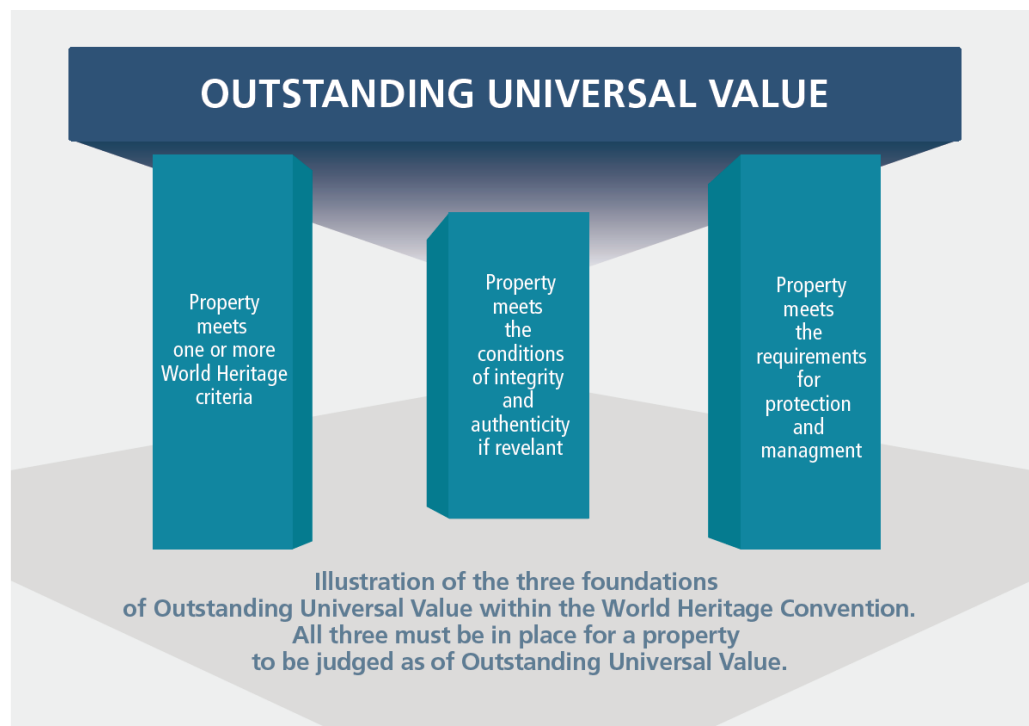 OUTSTANDING UNIVERSAL VALUE
Property
meets
one or more
World Heritage
criteria
Property
meets
the
conditions
of integrity
and
authenticity
if revelant
Property
meets
the
requirements
for
protection
and
managment
Illustration of the three foundations
of Outstanding Universal Value within the World Heritage Convention.
All three must be in place for a property
to be judged as of Outstanding Universal Value.